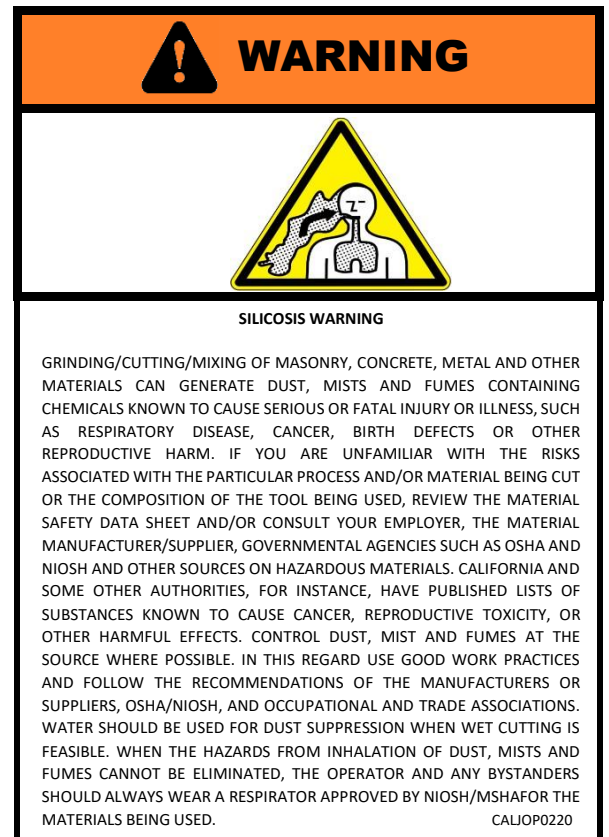 WARNING
SILICOSIS WARNING
GRINDING/CUTTING/MIXING OF MASONRY, CONCRETE, METAL AND OTHER
MATERIALS CAN GENERATE DUST, MISTS AND FUMES CONTAINING
CHEMICALS KNOWN TO CAUSE SERIOUS OR FATAL INJURY OR ILLNESS, SUCH
AS RESPIRATORY DISEASE, CANCER, BIRTH DEFECTS OR OTHER
REPRODUCTIVE HARM. IF YOU ARE UNFAMILIAR WITH THE RISKS
ASSOCIATED WITH THE PARTICULAR PROCESS AND/OR MATERIAL BEING CUT
OR THE COMPOSITION OF THE TOOL BEING USED, REVIEW THE MATERIAL
SAFETY DATA SHEET AND/OR CONSULT YOUR EMPLOYER, THE MATERIAL
MANUFACTURER/SUPPLIER, GOVERNMENTAL AGENCIES SUCH AS OSHA AND
NIOSH AND OTHER SOURCES ON HAZARDOUS MATERIALS. CALIFORNIA AND
SOME OTHER AUTHORITIES, FOR INSTANCE, HAVE PUBLISHED LISTS OF
SUBSTANCES KNOWN TO CAUSE CANCER, REPRODUCTIVE TOXICITY, OR
OTHER HARMFUL EFFECTS. CONTROL DUST, MIST AND FUMES AT THE
SOURCE WHERE POSSIBLE. IN THIS REGARD USE GOOD WORK PRACTICES
AND FOLLOW THE RECOMMENDATIONS OF THE MANUFACTURERS OR
SUPPLIERS, OSHA/NIOSH, AND OCCUPATIONAL AND TRADE ASSOCIATIONS.
WATER SHOULD BE USED FOR DUST SUPPRESSION WHEN WET CUTTING IS
FEASIBLE. WHEN THE HAZARDS FROM INHALATION OF DUST, MISTS AND
FUMES CANNOT BE ELIMINATED, THE OPERATOR AND ANY BYSTANDERS
SHOULD ALWAYS WEAR A RESPIRATOR APPROVED BY NIOSH/MSHAFOR THE
MATERIALS BEING USED. CALJOP0220